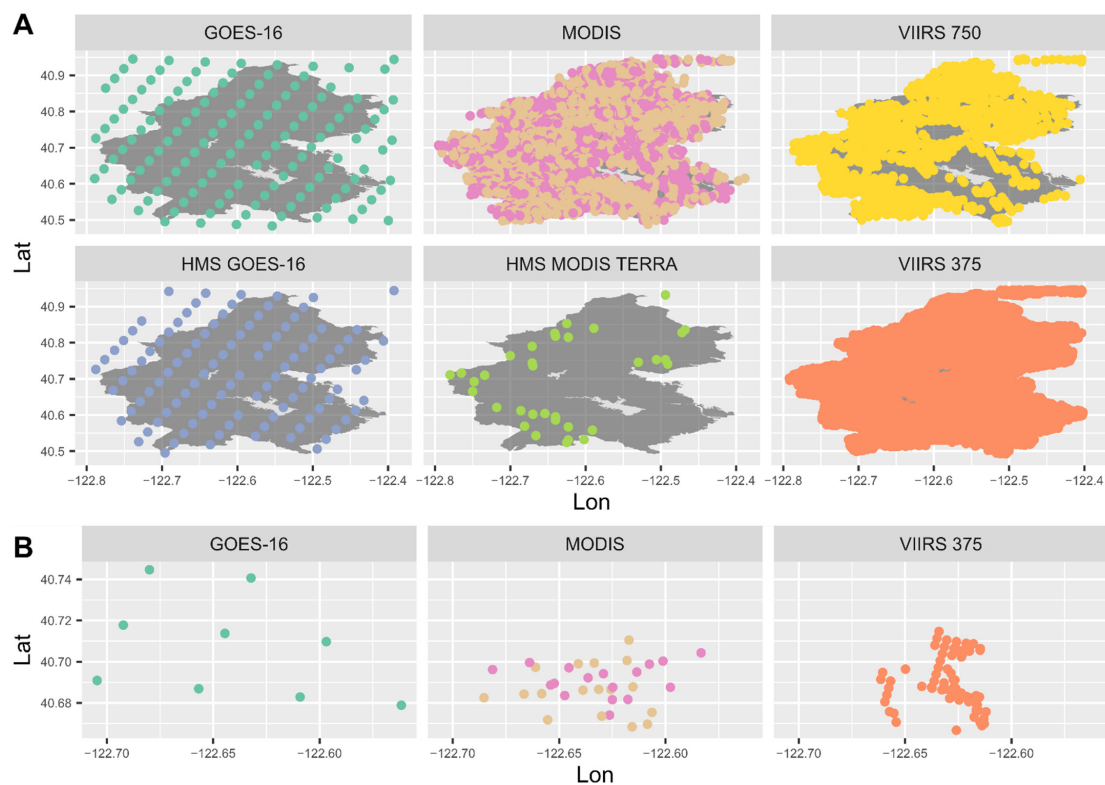 A
GOES-16 MODIS VIIRS 750
40.9
40.8
40.7
40.6
40.5
Lat
HMS GOES-16 HMS MODIS TERRA VIIRS 375
40.9
40.8
40.7
40.6
40.5
−122.8 −122.7 −122.6 −122.5 −122.4 −122.8 −122.7 −122.6 −122.5 −122.4 −122.8 −122.7 −122.6 −122.5 −122.4
Lon
B
GOES-16 MODIS VIIRS 375
40.74
40.72
40.70
40.68
Lat
−122.70 −122.65 −122.60 −122.70 −122.65 −122.60 −122.70 −122.65 −122.60
Lon